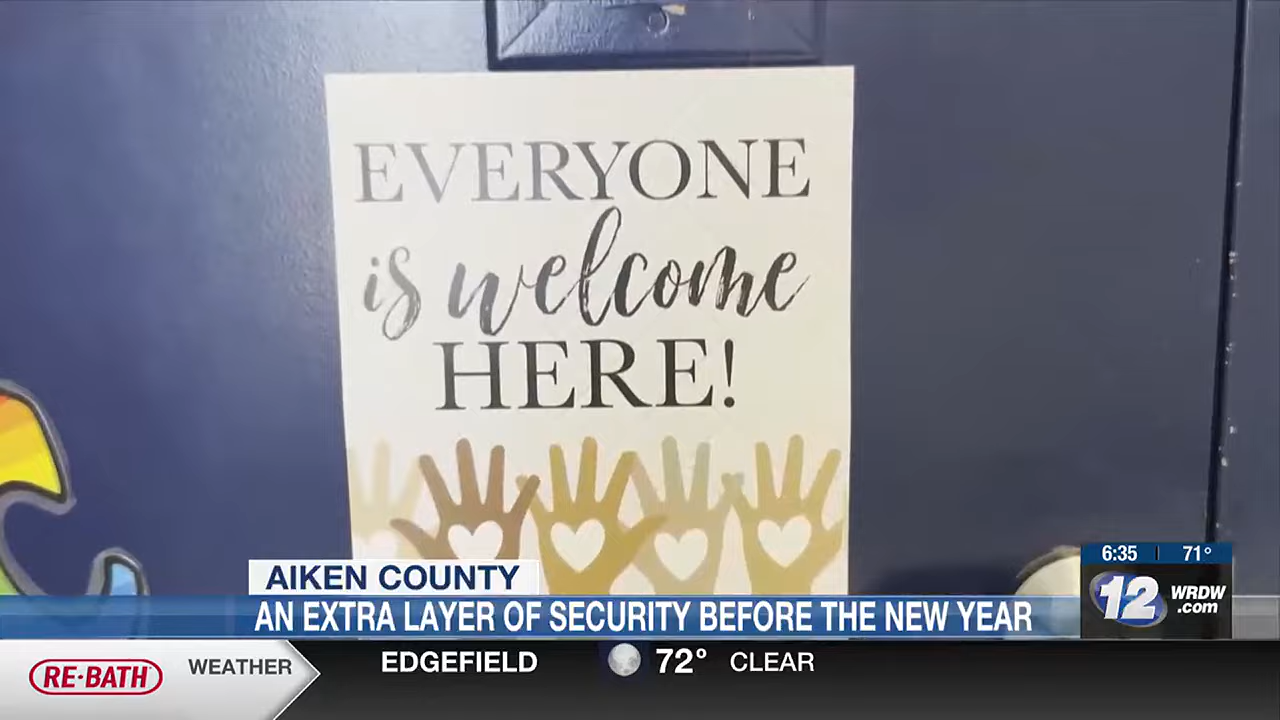 EVERYONE
is welcome
HERE!
AIKEN COUNTY
AN EXTRA LAYER OF SECURITY BEFORE THE NEW YEAR
6:35 71°
12 WRDW
.com
RE·BATH WEATHER EDGEFIELD 72° CLEAR